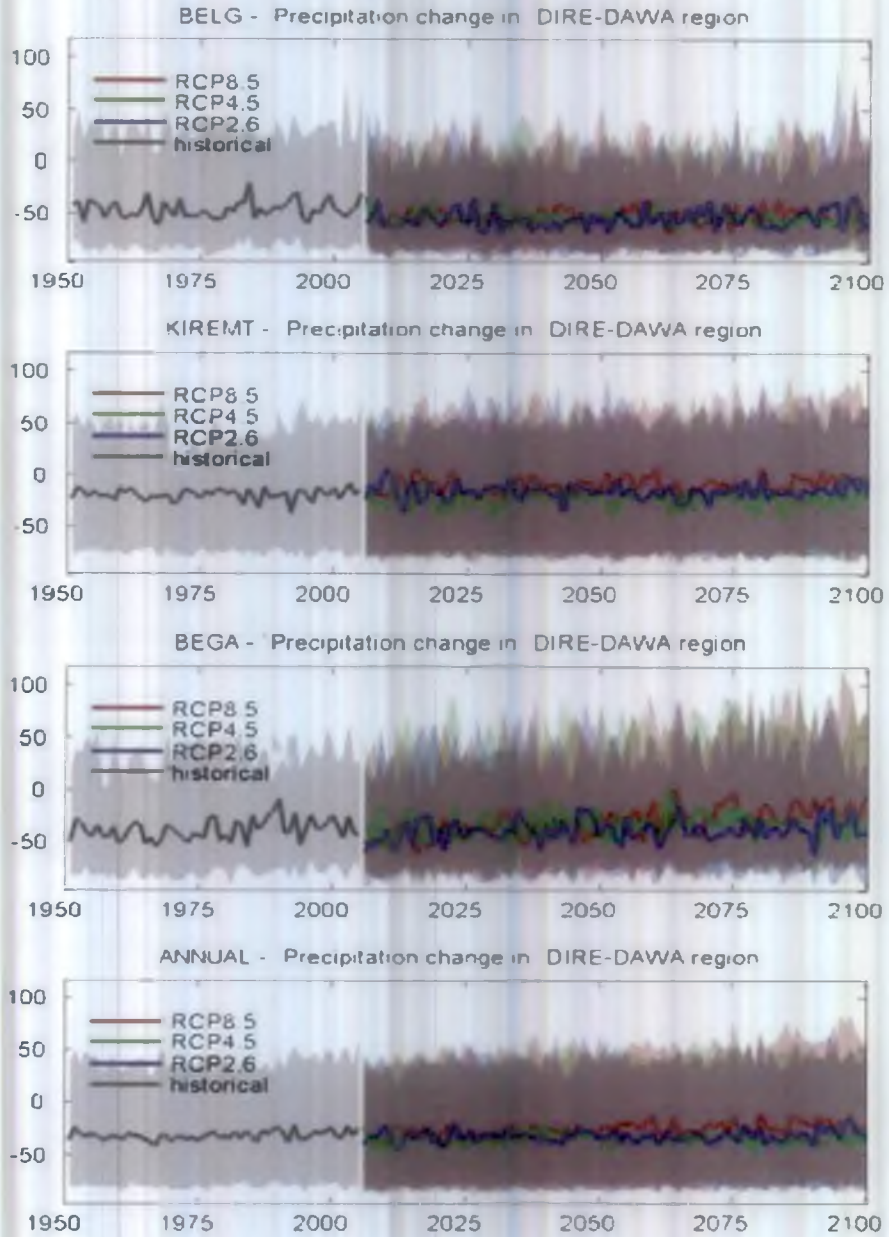 BELG - Precipitation change in DIRE-DAWA region
100
50
0
-50
RCP8.5
RCP4.5
RCP2.6
historical
1950 1975 2000 2025 2050 2075 2100
KIREMT - Precipitation change in DIRE-DAWA region
100
50
0
-50
RCP8.5
RCP4.5
RCP2.6
historical
1950 1975 2000 2025 2050 2075 2100
BEGA - Precipitation change in DIRE-DAWA region
100
50
0
-50
RCP8.5
RCP4.5
RCP2.6
historical
1950 1975 2000 2025 2050 2075 2100
ANNUAL - Precipitation change in DIRE-DAWA region
100
50
0
-50
RCP8.5
RCP4.5
RCP2.6
historical
1950 1975 2000 2025 2050 2075 2100